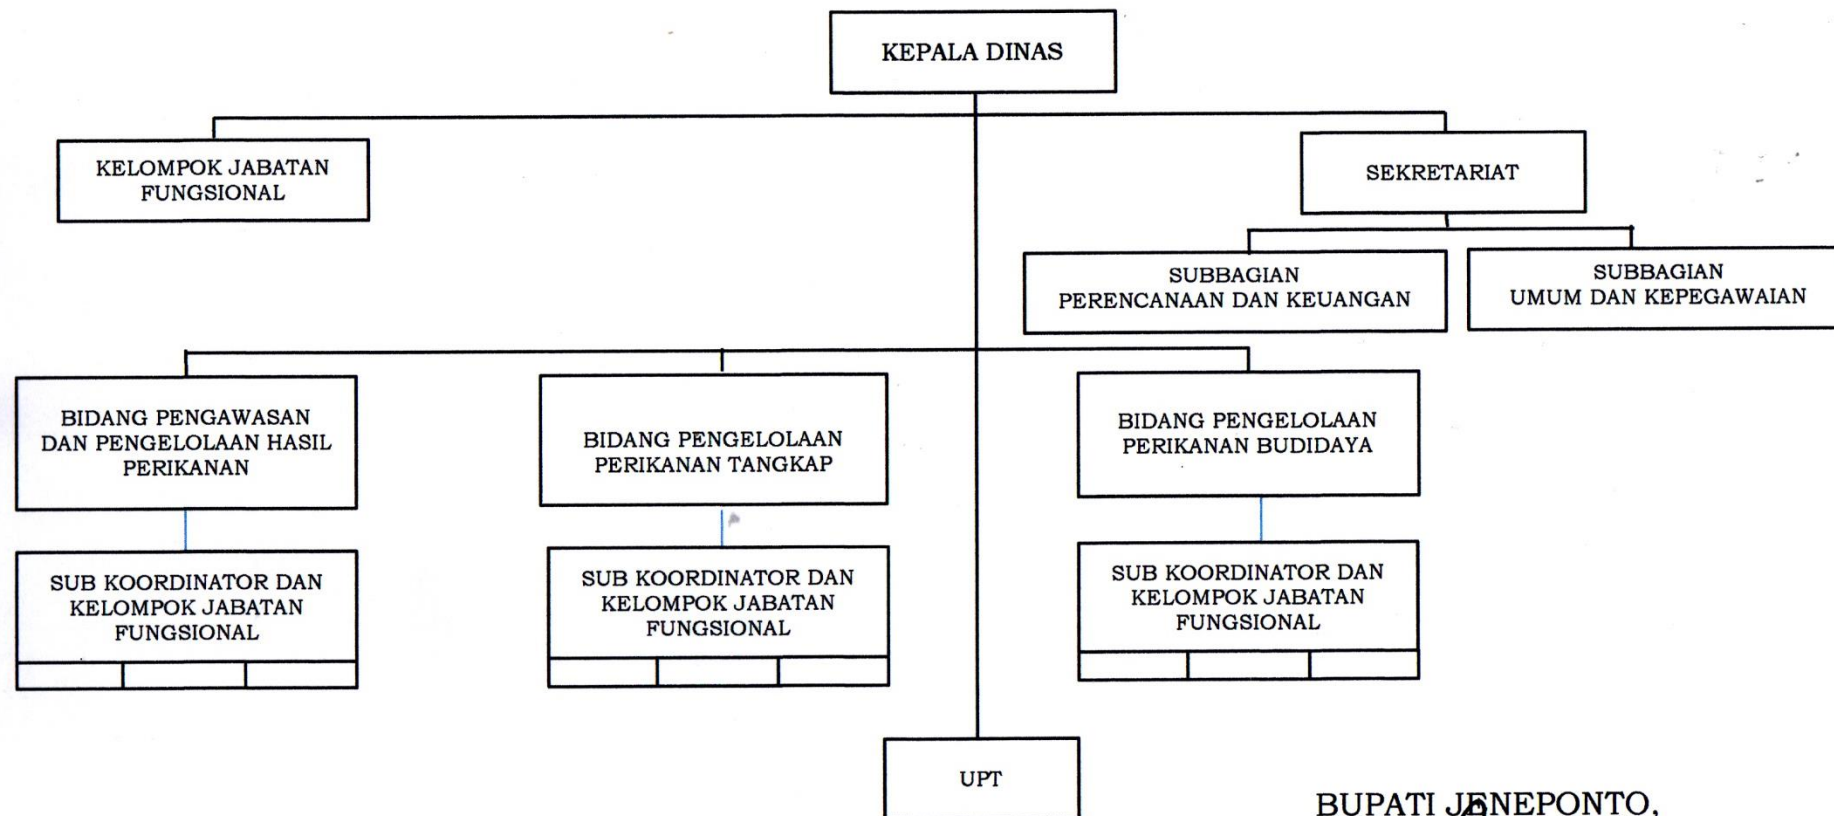 KEPALA DINAS
KELOMPOK JABATAN
FUNGSIONAL
SEKRETARIAT
SUBBAGIAN
PERENCANAAN DAN KEUANGAN
SUBBAGIAN
UMUM DAN KEPEGAWAIAN
BIDANG PENGAWASAN
DAN PENGELOLAAN HASIL
PERIKANAN
BIDANG PENGELOLAAN
PERIKANAN TANGKAP
BIDANG PENGELOLAAN
PERIKANAN BUDIDAYA
SUB KOORDINATOR DAN
KELOMPOK JABATAN
FUNGSIONAL
SUB KOORDINATOR DAN
KELOMPOK JABATAN
FUNGSIONAL
SUB KOORDINATOR DAN
KELOMPOK JABATAN
FUNGSIONAL
UPT
BUPATI JENEPONTO,